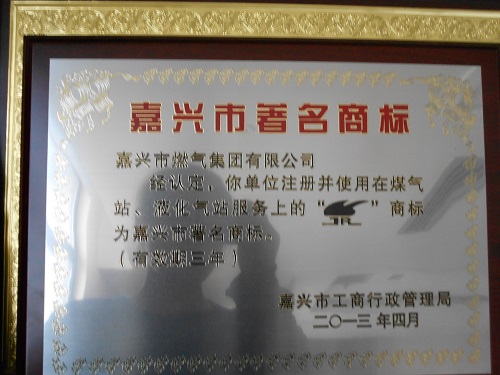 嘉兴市著名商标
嘉兴市燃气集团有限公司
经认定，你单位注册并使用在煤气
站、液化气站服务上的“ ”商标
为嘉兴市著名商标。
（有效期三年）
嘉兴市工商行政管理局
二〇一三年四月